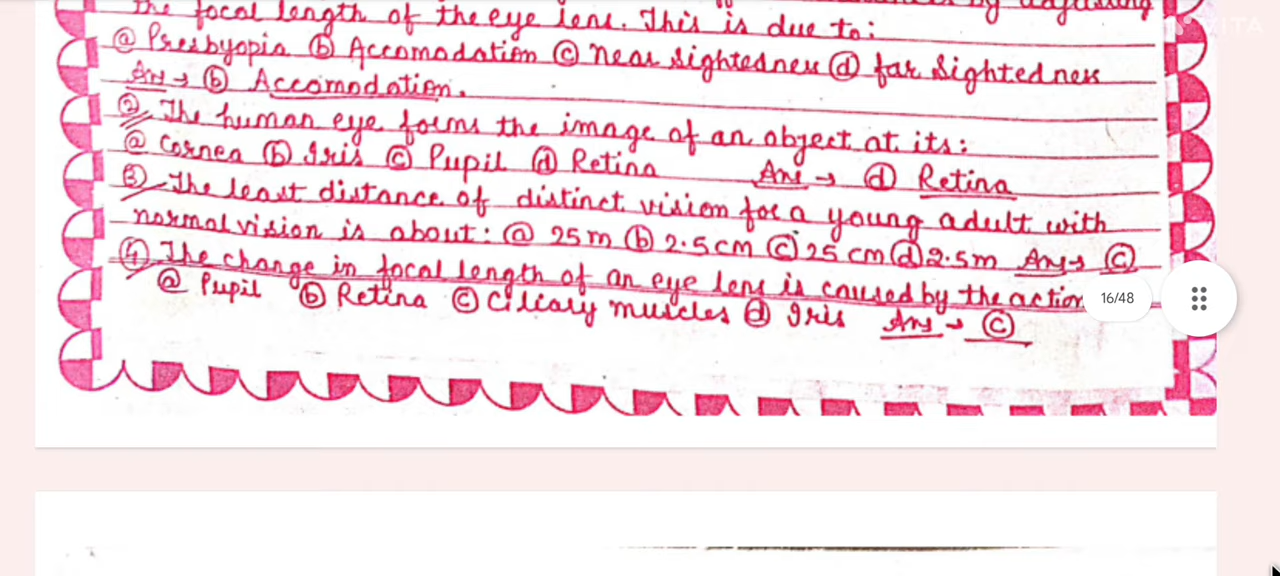 the focal length of the eye lens. This is due to:
ⓐ Presbyopia ⓑ Accomodation ⓒ near sightedness ⓓ far sightedness
Ans → ⓑ Accomodation.
② The human eye forms the image of an object at its:
ⓐ Cornea ⓑ Iris ⓒ Pupil ⓓ Retina Ans → ⓓ Retina
③ The least distance of distinct vision for a young adult with
normal vision is about: ⓐ 25m ⓑ 2.5cm ⓒ 25 cm ⓓ 2.5m Ans→ ⓒ
④ The change in focal length of an eye lens is caused by the action
ⓐ Pupil ⓑ Retina ⓒ Ciliary muscles ⓓ Iris Ans → ⓒ
16/48
VITA